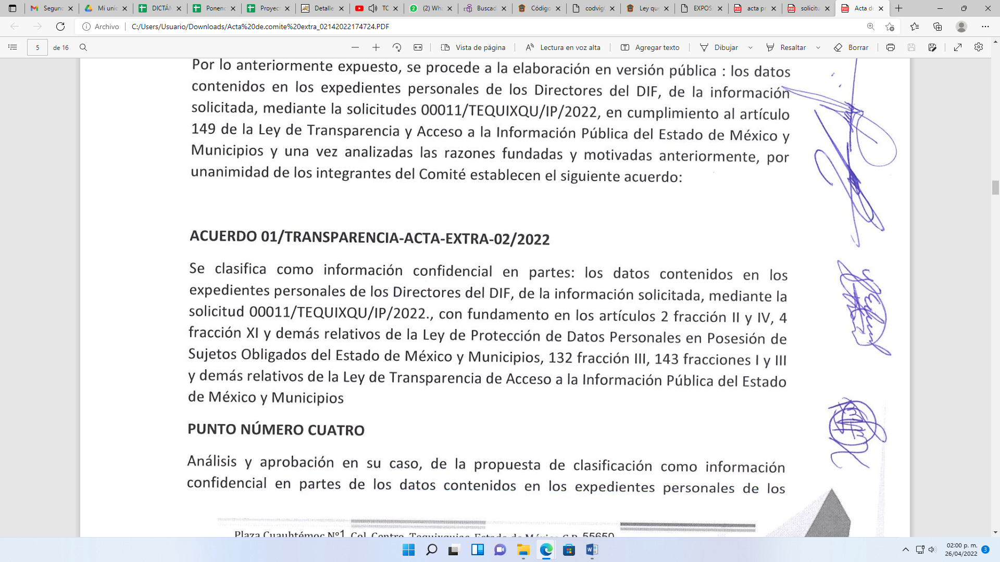 Segunc
Mi unic
DICTÁN
Ponenc
Proyect
Detalle
TC
(2) Wha
Buscad
Código
codvigt
Ley que
EXPOS
acta pr
solicitu
Acta de
Archivo
C:/Users/Usuario/Downloads/Acta%20de.comite%20extra_02142022174724.PDF
5 de 16
Vista de página
Lectura en voz alta
Agregar texto
Dibujar
Resaltar
Borrar
Por lo anteriormente expuesto, se procede a la elaboración en versión pública : los datos
contenidos en los expedientes personales de los Directores del DIF, de la información
solicitada, mediante la solicitudes 00011/TEQUIXQU/IP/2022, en cumplimiento al artículo
149 de la Ley de Transparencia y Acceso a la Información Pública del Estado de México y
Municipios y una vez analizadas las razones fundadas y motivadas anteriormente, por
unanimidad de los integrantes del Comité establecen el siguiente acuerdo:
ACUERDO 01/TRANSPARENCIA-ACTA-EXTRA-02/2022
Se clasifica como información confidencial en partes: los datos contenidos en los
expedientes personales de los Directores del DIF, de la información solicitada, mediante la
solicitud 00011/TEQUIXQU/IP/2022., con fundamento en los artículos 2 fracción II y IV, 4
fracción XI y demás relativos de la Ley de Protección de Datos Personales en Posesión de
Sujetos Obligados del Estado de México y Municipios, 132 fracción III, 143 fracciones I y III
y demás relativos de la Ley de Transparencia de Acceso a la Información Pública del Estado
de México y Municipios
PUNTO NÚMERO CUATRO
Análisis y aprobación en su caso, de la propuesta de clasificación como información
confidencial en partes de los datos contenidos en los expedientes personales de los
Plaza Cuauhtémoc N°1, Col. Centro, Tequixquiac, Estado de México C.P. 55650
02:00 p. m.
26/04/2022
3